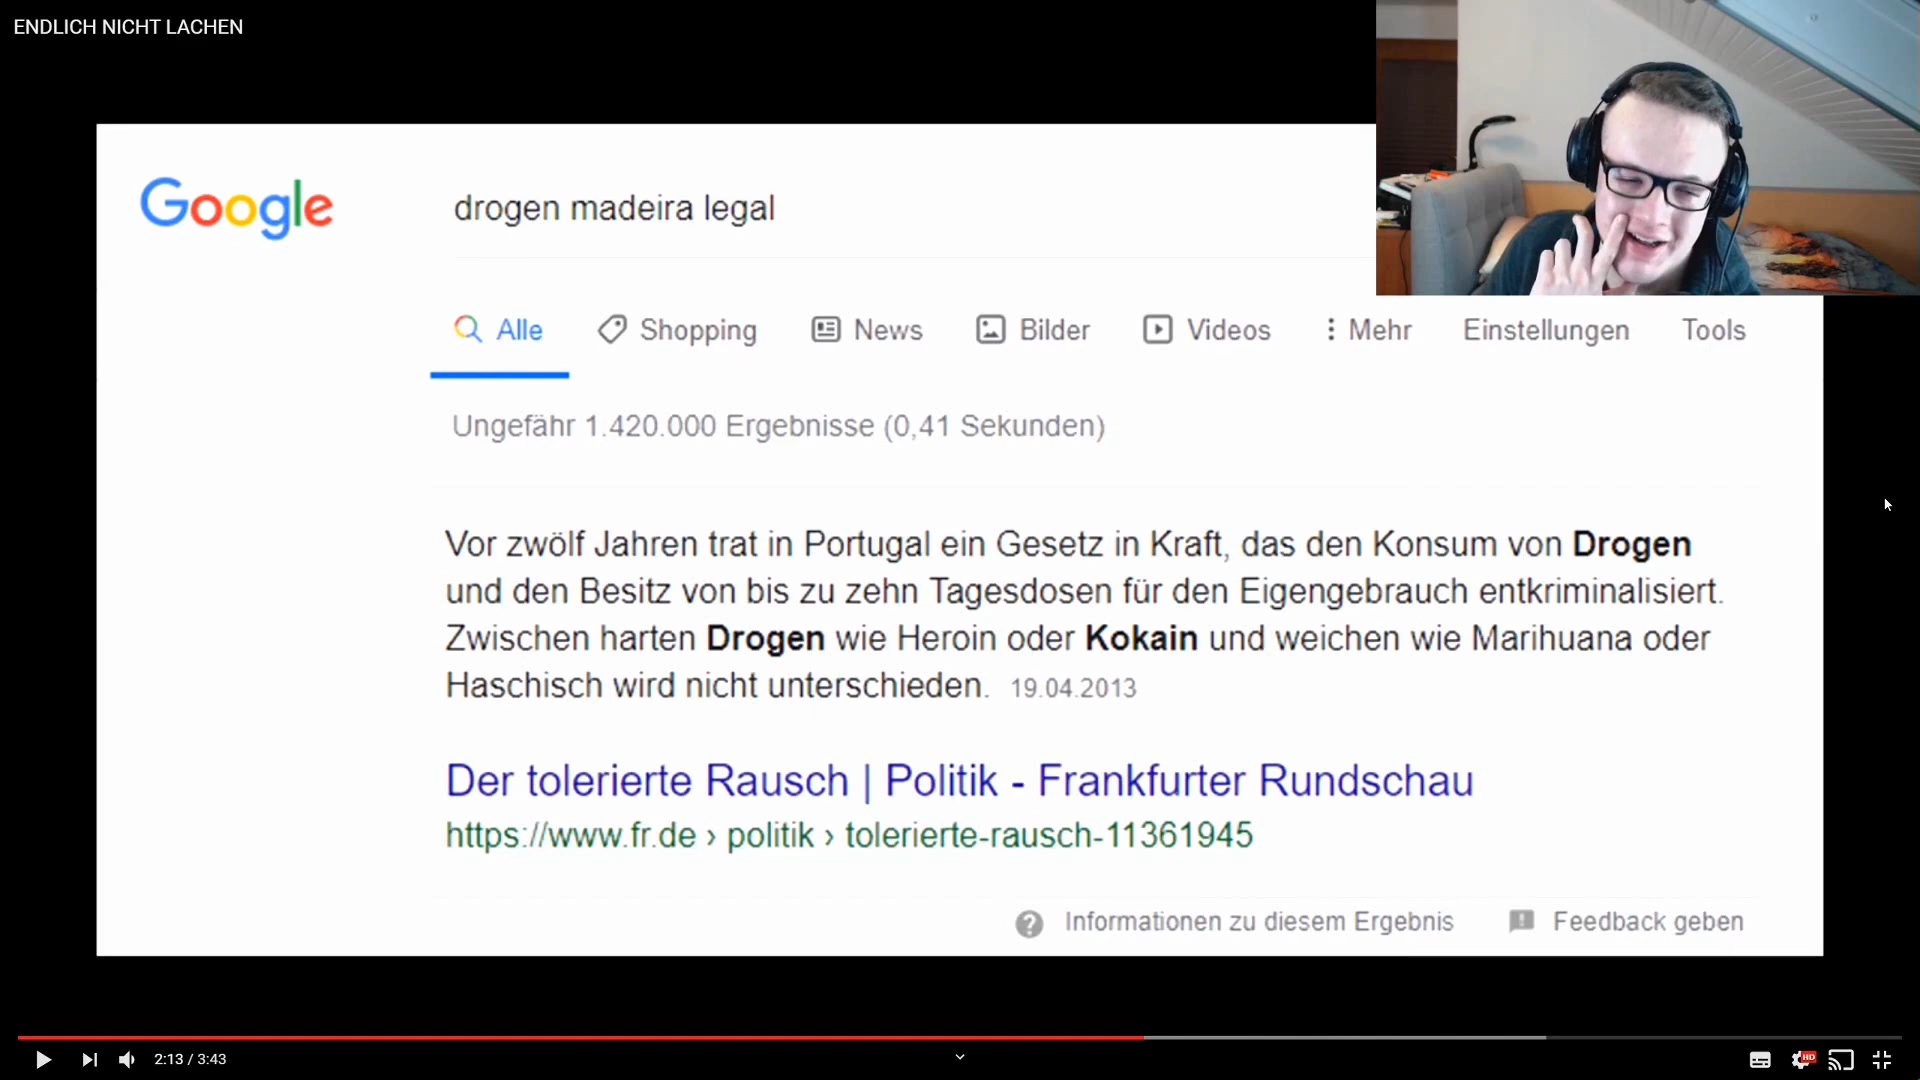 ENDLICH NICHT LACHEN
Google
drogen madeira legal
Alle Shopping News Bilder Videos Mehr Einstellungen Tools
Ungefähr 1.420.000 Ergebnisse (0,41 Sekunden)
Vor zwölf Jahren trat in Portugal ein Gesetz in Kraft, das den Konsum von Drogen
und den Besitz von bis zu zehn Tagesdosen für den Eigengebrauch entkriminalisiert.
Zwischen harten Drogen wie Heroin oder Kokain und weichen wie Marihuana oder
Haschisch wird nicht unterschieden. 19.04.2013
Der tolerierte Rausch | Politik - Frankfurter Rundschau
https://www.fr.de › politik › tolerierte-rausch-11361945
Informationen zu diesem Ergebnis Feedback geben
2:13 / 3:43 HD